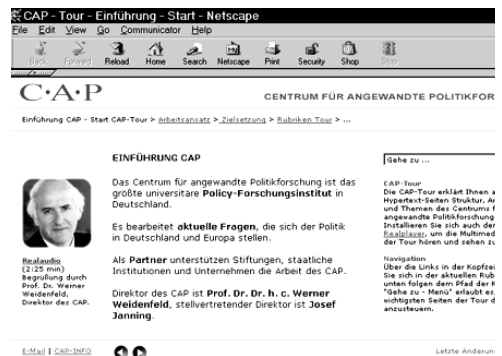 CAP - Tour - Einführung - Start - Netscape
File Edit View Go Communicator Help
Back Forward Reload Home Search Netscape Print Security Shop Stop
C·A·P
CENTRUM FÜR ANGEWANDTE POLITIKFOR
Einführung CAP - Start CAP-Tour > Arbeitsansatz > Zielsetzung > Rubriken Tour > ...
EINFÜHRUNG CAP
Das Centrum für angewandte Politikforschung ist das
größte universitäre Policy-Forschungsinstitut in
Deutschland.
Es bearbeitet aktuelle Fragen, die sich der Politik
in Deutschland und Europa stellen.
Als Partner unterstützen Stiftungen, staatliche
Institutionen und Unternehmen die Arbeit des CAP.
Direktor des CAP ist Prof. Dr. Dr. h. c. Werner
Weidenfeld, stellvertretender Direktor ist Josef
Janning.
Realaudio
(2:25 min)
Begrüßung durch
Prof. Dr. Werner
Weidenfeld,
Direktor des CAP.
Gehe zu ...
CAP-Tour
Die CAP-Tour erklärt Ihnen a
Hypertext-Seiten Struktur, Ar
und Themen des Centrums f
angewandte Politikforschung
Installieren Sie sich auch der
Realplayer, um die Multimed
der Tour hören und sehen zu
Navigation
Über die Links in der Kopfzei
Sie sich in der aktuellen Rub
unten folgen dem Pfad der K
"Gehe zu - Menü" erlaubt es
wichtigsten Seiten der Tour d
anzusteuern.
E-Mail | CAP-INFO
Letzte Änderun